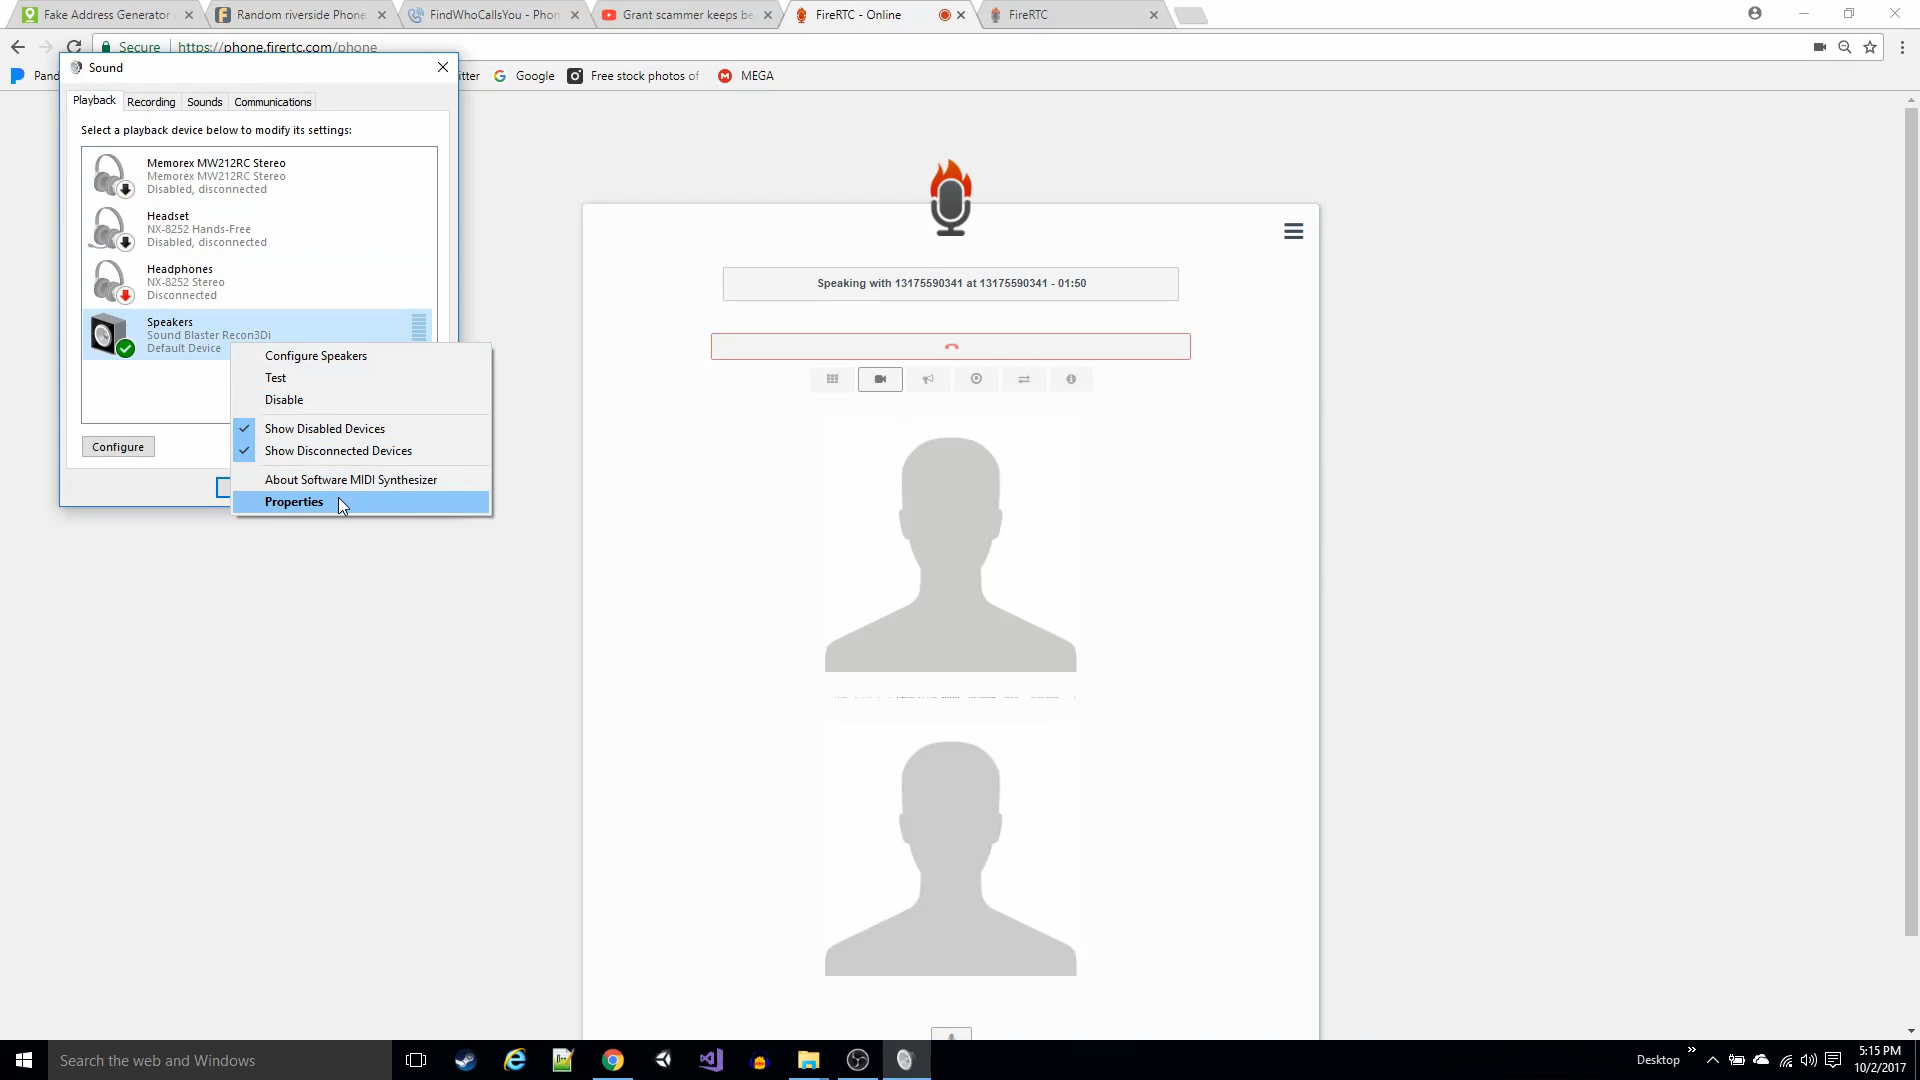 Fake Address Generator
Random riverside Phone
FindWhoCallsYou - Phon
Grant scammer keeps be
FireRTC - Online
FireRTC
Secure
https://phone.firertc.com/phone
Pand
itter
Google
Free stock photos of
MEGA
Sound
Playback
Recording
Sounds
Communications
Select a playback device below to modify its settings:
Memorex MW212RC Stereo
Memorex MW212RC Stereo
Disabled, disconnected
Headset
NX-8252 Hands-Free
Disabled, disconnected
Headphones
NX-8252 Stereo
Disconnected
Speakers
Sound Blaster Recon3Di
Default Device
Configure Speakers
Test
Disable
Show Disabled Devices
Show Disconnected Devices
About Software MIDI Synthesizer
Properties
Configure
Speaking with 13175590341 at 13175590341 - 01:50
Search the web and Windows
Desktop
5:15 PM
10/2/2017